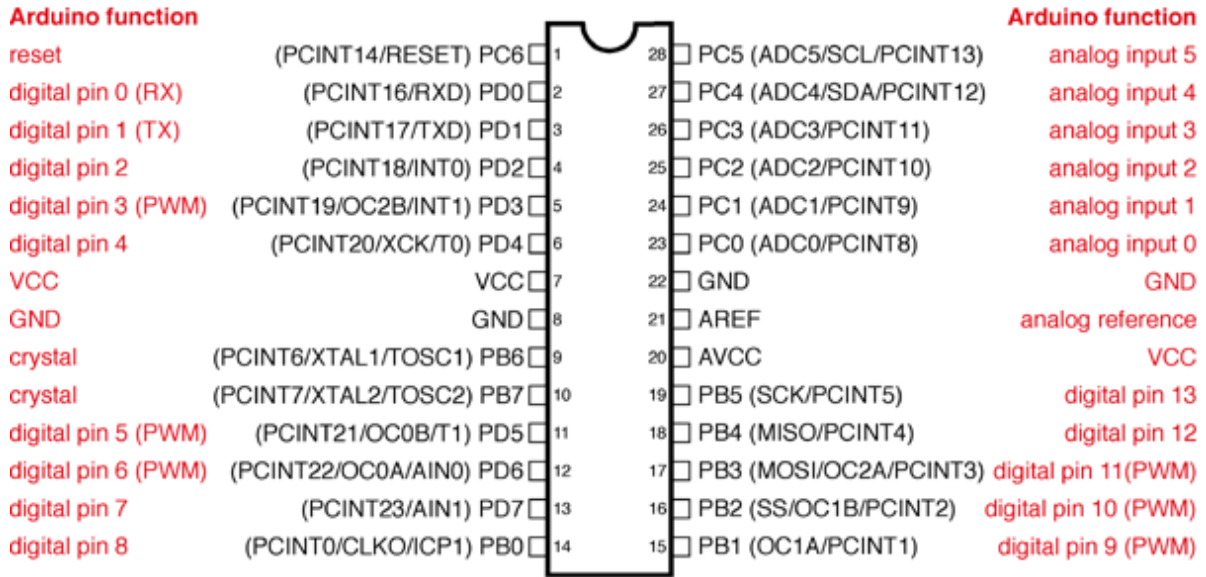 Arduino function Arduino function
reset (PCINT14/RESET) PC6 1 28 PC5 (ADC5/SCL/PCINT13) analog input 5
digital pin 0 (RX) (PCINT16/RXD) PD0 2 27 PC4 (ADC4/SDA/PCINT12) analog input 4
digital pin 1 (TX) (PCINT17/TXD) PD1 3 26 PC3 (ADC3/PCINT11) analog input 3
digital pin 2 (PCINT18/INT0) PD2 4 25 PC2 (ADC2/PCINT10) analog input 2
digital pin 3 (PWM) (PCINT19/OC2B/INT1) PD3 5 24 PC1 (ADC1/PCINT9) analog input 1
digital pin 4 (PCINT20/XCK/T0) PD4 6 23 PC0 (ADC0/PCINT8) analog input 0
VCC VCC 7 22 GND GND
GND GND 8 21 AREF analog reference
crystal (PCINT6/XTAL1/TOSC1) PB6 9 20 AVCC VCC
crystal (PCINT7/XTAL2/TOSC2) PB7 10 19 PB5 (SCK/PCINT5) digital pin 13
digital pin 5 (PWM) (PCINT21/OC0B/T1) PD5 11 18 PB4 (MISO/PCINT4) digital pin 12
digital pin 6 (PWM) (PCINT22/OC0A/AIN0) PD6 12 17 PB3 (MOSI/OC2A/PCINT3) digital pin 11(PWM)
digital pin 7 (PCINT23/AIN1) PD7 13 16 PB2 (SS/OC1B/PCINT2) digital pin 10 (PWM)
digital pin 8 (PCINT0/CLKO/ICP1) PB0 14 15 PB1 (OC1A/PCINT1) digital pin 9 (PWM)